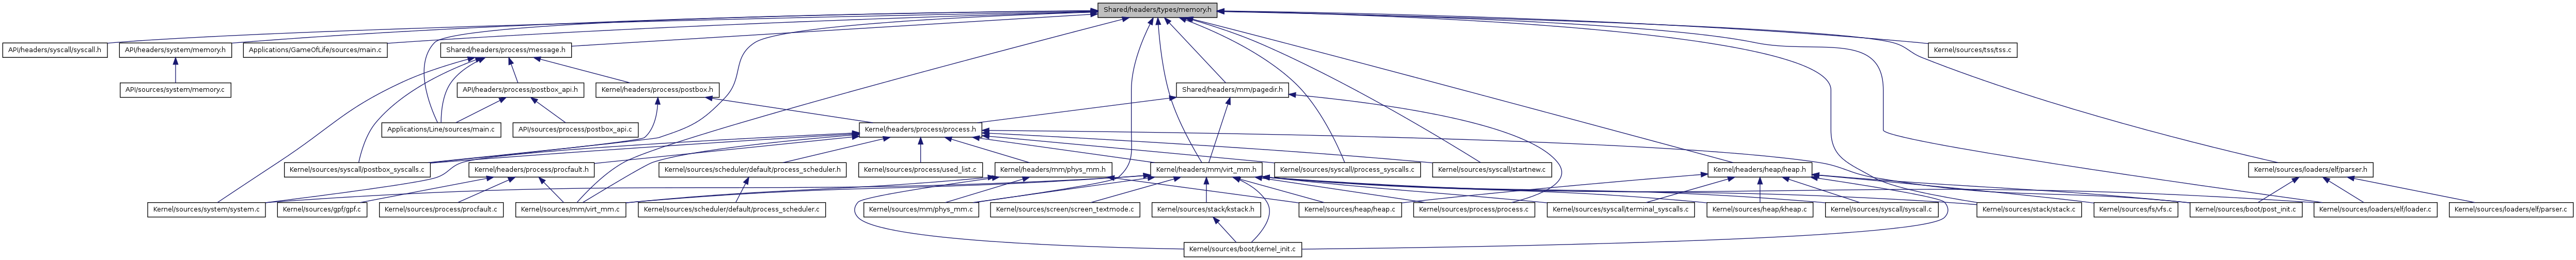 Shared/headers/types/memory.h
API/headers/syscall/syscall.h
API/headers/system/memory.h
Applications/GameOfLife/sources/main.c
Shared/headers/process/message.h
Kernel/sources/tss/tss.c
API/sources/system/memory.c
API/headers/process/postbox_api.h
Kernel/headers/process/postbox.h
Shared/headers/mm/pagedir.h
Applications/Line/sources/main.c
API/sources/process/postbox_api.c
Kernel/headers/process/process.h
Kernel/sources/syscall/postbox_syscalls.c
Kernel/headers/process/procfault.h
Kernel/sources/scheduler/default/process_scheduler.h
Kernel/sources/process/used_list.c
Kernel/headers/mm/phys_mm.h
Kernel/headers/mm/virt_mm.h
Kernel/sources/syscall/process_syscalls.c
Kernel/sources/syscall/startnew.c
Kernel/headers/heap/heap.h
Kernel/sources/loaders/elf/parser.h
Kernel/sources/system/system.c
Kernel/sources/gpf/gpf.c
Kernel/sources/process/procfault.c
Kernel/sources/mm/virt_mm.c
Kernel/sources/scheduler/default/process_scheduler.c
Kernel/sources/mm/phys_mm.c
Kernel/sources/screen/screen_textmode.c
Kernel/sources/stack/kstack.h
Kernel/sources/heap/heap.c
Kernel/sources/process/process.c
Kernel/sources/syscall/terminal_syscalls.c
Kernel/sources/heap/kheap.c
Kernel/sources/syscall/syscall.c
Kernel/sources/stack/stack.c
Kernel/sources/fs/vfs.c
Kernel/sources/boot/post_init.c
Kernel/sources/loaders/elf/loader.c
Kernel/sources/loaders/elf/parser.c
Kernel/sources/boot/kernel_init.c